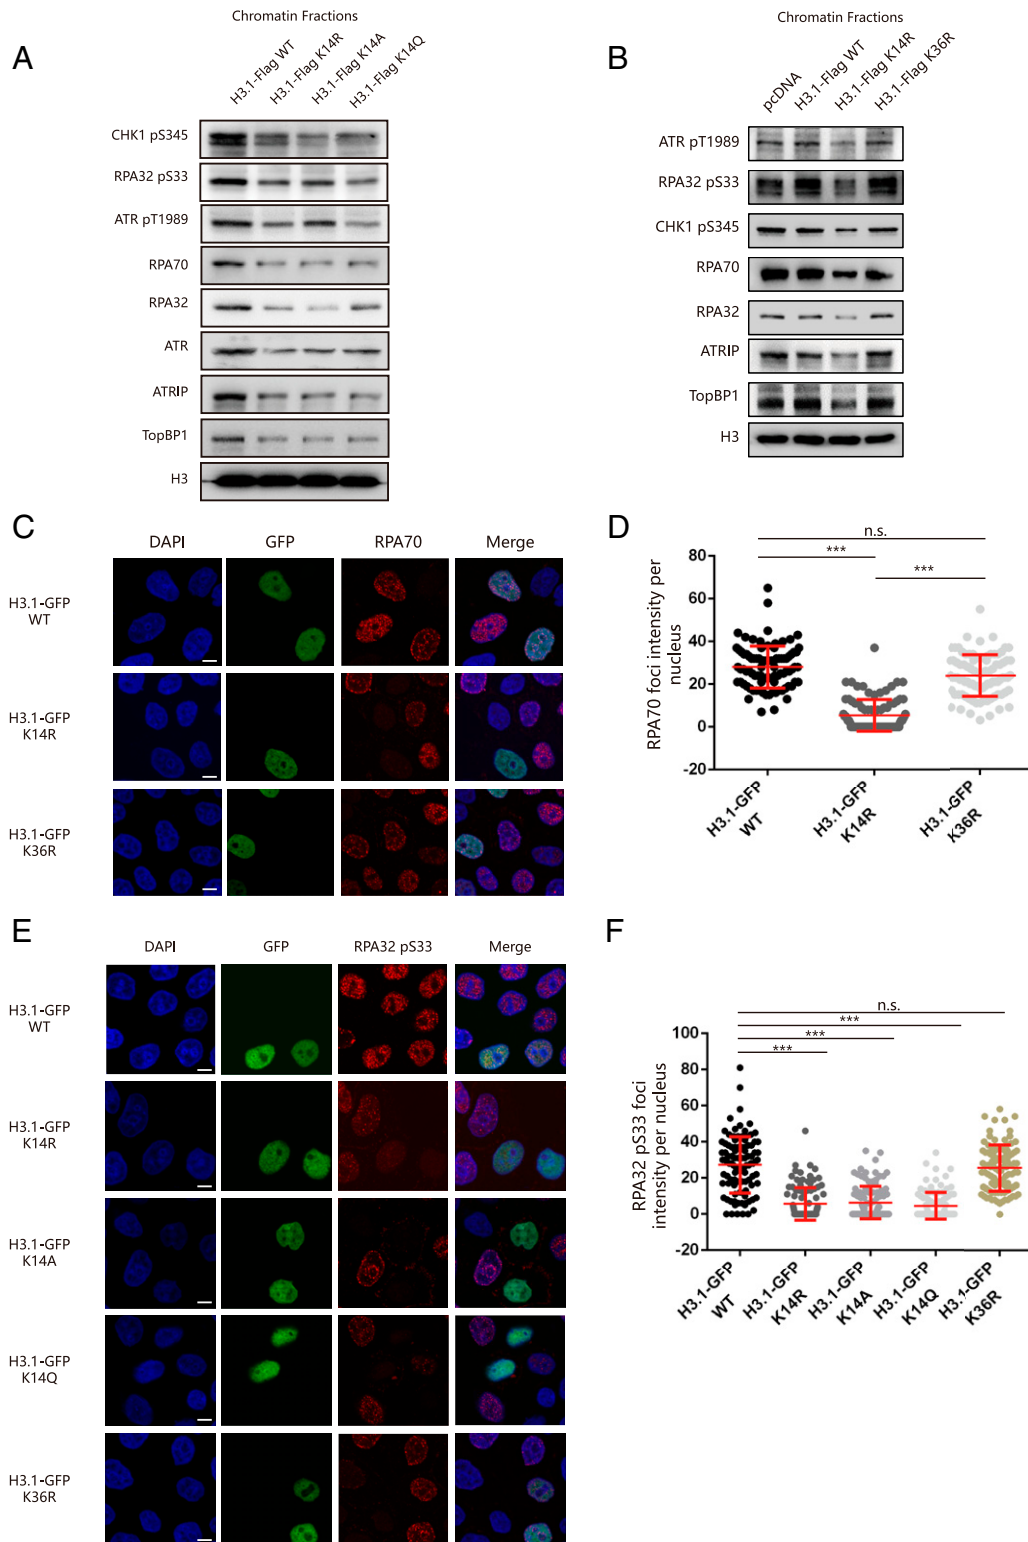 A
Chromatin Fractions
H3.1-Flag WT
H3.1-Flag K14R
H3.1-Flag K14A
H3.1-Flag K14Q
CHK1 pS345
RPA32 pS33
ATR pT1989
RPA70
RPA32
ATR
ATRIP
TopBP1
H3
B
Chromatin Fractions
pcDNA
H3.1-Flag WT
H3.1-Flag K14R
H3.1-Flag K36R
ATR pT1989
RPA32 pS33
CHK1 pS345
RPA70
RPA32
ATRIP
TopBP1
H3
C
DAPI GFP RPA70 Merge
H3.1-GFP
WT
H3.1-GFP
K14R
H3.1-GFP
K36R
D
n.s.
***
***
RPA70 foci intensity per
nucleus
80
60
40
20
0
-20
H3.1-GFP
WT
H3.1-GFP
K14R
H3.1-GFP
K36R
E
DAPI GFP RPA32 pS33 Merge
H3.1-GFP
WT
H3.1-GFP
K14R
H3.1-GFP
K14A
H3.1-GFP
K14Q
H3.1-GFP
K36R
F
n.s.
***
***
***
RPA32 pS33 foci
intensity per nucleus
100
80
60
40
20
0
-20
H3.1-GFP
WT
H3.1-GFP
K14R
H3.1-GFP
K14A
H3.1-GFP
K14Q
H3.1-GFP
K36R